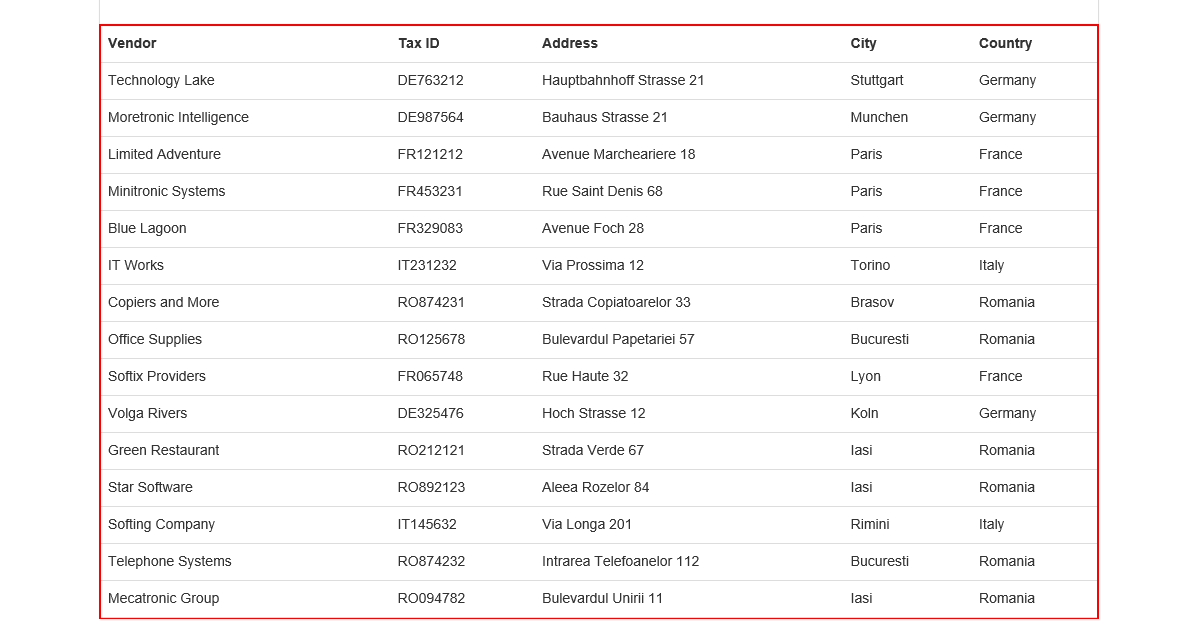 Vendor Tax ID Address City Country
Technology Lake DE763212 Hauptbahnhoff Strasse 21 Stuttgart Germany
Moretronic Intelligence DE987564 Bauhaus Strasse 21 Munchen Germany
Limited Adventure FR121212 Avenue Marcheariere 18 Paris France
Minitronic Systems FR453231 Rue Saint Denis 68 Paris France
Blue Lagoon FR329083 Avenue Foch 28 Paris France
IT Works IT231232 Via Prossima 12 Torino Italy
Copiers and More RO874231 Strada Copiatoarelor 33 Brasov Romania
Office Supplies RO125678 Bulevardul Papetariei 57 Bucuresti Romania
Softix Providers FR065748 Rue Haute 32 Lyon France
Volga Rivers DE325476 Hoch Strasse 12 Koln Germany
Green Restaurant RO212121 Strada Verde 67 Iasi Romania
Star Software RO892123 Aleea Rozelor 84 Iasi Romania
Softing Company IT145632 Via Longa 201 Rimini Italy
Telephone Systems RO874232 Intrarea Telefoanelor 112 Bucuresti Romania
Mecatronic Group RO094782 Bulevardul Unirii 11 Iasi Romania